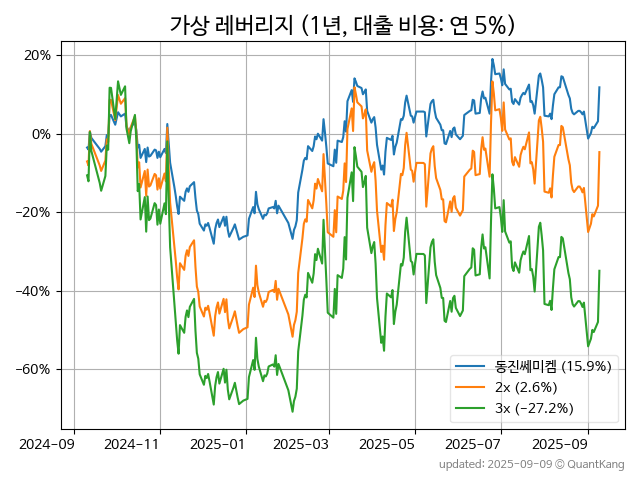 가상 레버리지 (1년, 대출 비용: 연 5%)
20%
0%
−20%
−40%
−60%
동진쎄미켐 (15.9%)
2x (2.6%)
3x (−27.2%)
2024-09 2024-11 2025-01 2025-03 2025-05 2025-07 2025-09
updated: 2025-09-09 © QuantKang